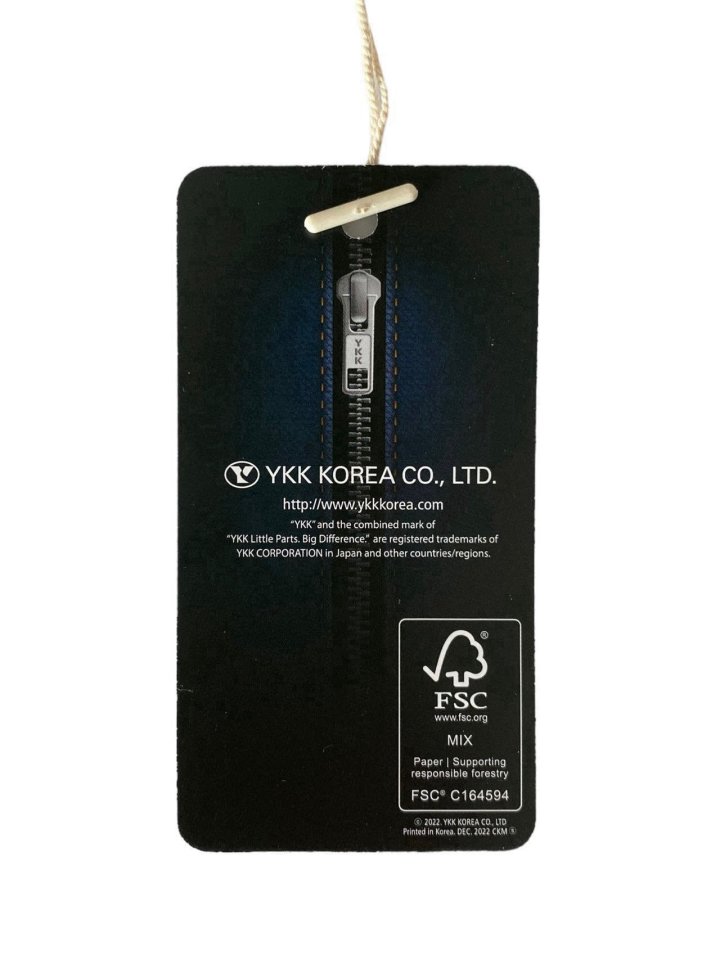 YKK
YKK KOREA CO., LTD.
http://www.ykkkorea.com
"YKK" and the combined mark of
"YKK Little Parts. Big Difference." are registered trademarks of
YKK CORPORATION in Japan and other countries/regions.
®
FSC
www.fsc.org
MIX
Paper | Supporting
responsible forestry
FSC® C164594
© 2022. YKK KOREA CO., LTD
Printed in Korea. DEC. 2022 CKM